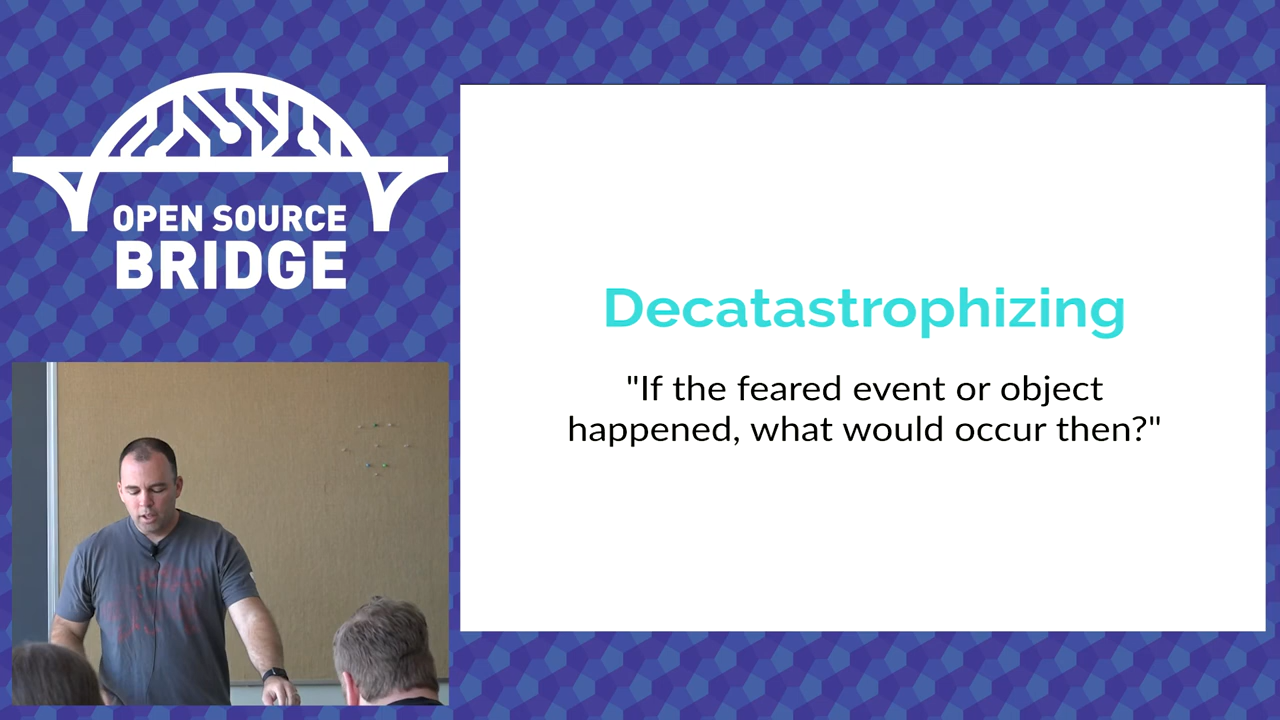 OPEN SOURCE
BRIDGE
Decatastrophizing
"If the feared event or object
happened, what would occur then?"